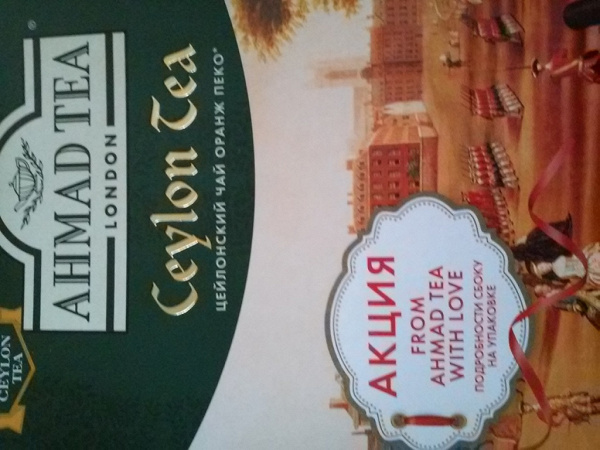 AHMAD TEA
LONDON
CEYLON
TEA
Ceylon Tea
ЦЕЙЛОНСКИЙ ЧАЙ ОРАНЖ ПЕКО*
АКЦИЯ
FROM
AHMAD TEA
WITH LOVE
ПОДРОБНОСТИ СБОКУ
НА УПАКОВКЕ